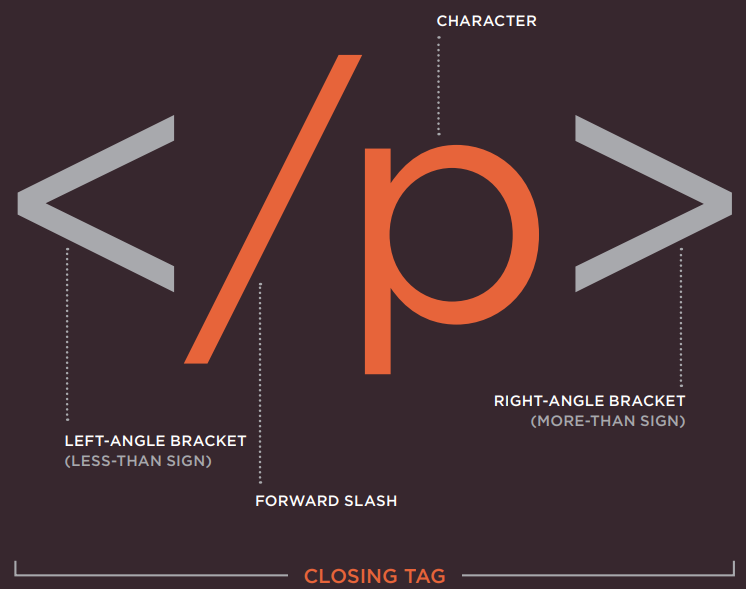 CHARACTER
</p>
RIGHT-ANGLE BRACKET
(MORE-THAN SIGN)
LEFT-ANGLE BRACKET
(LESS-THAN SIGN)
FORWARD SLASH
CLOSING TAG